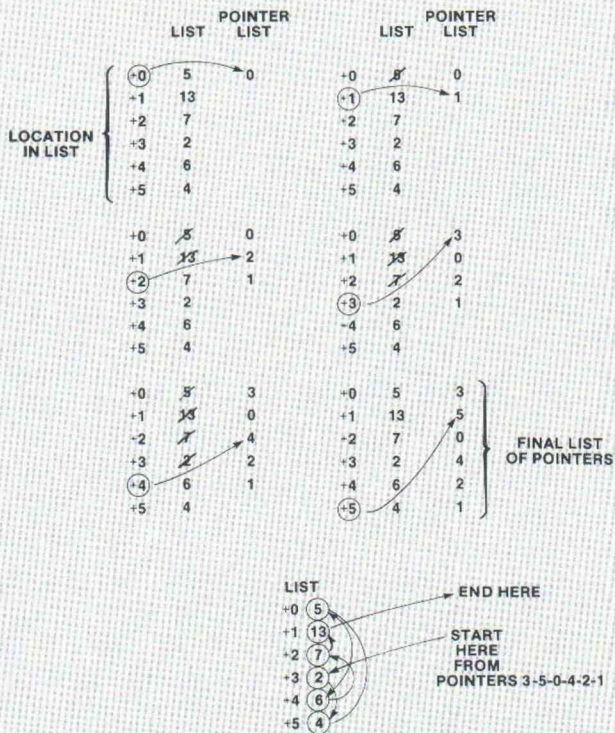 POINTER
LIST LIST
+0 5 0
+1 13
+2 7
+3 2
+4 6
+5 4
LOCATION
IN LIST
POINTER
LIST LIST
+0 5 0
+1 13 1
+2 7
+3 2
+4 6
+5 4
+0 5 0
+1 13 2
+2 7 1
+3 2
+4 6
+5 4
+0 5 3
+1 13 0
+2 7 2
+3 2 1
-4 6
+5 4
+0 5 3
+1 13 0
+2 7 4
+3 2 2
+4 6 1
+5 4
+0 5 3
+1 13 5
+2 7 0
+3 2 4
+4 6 2
+5 4 1
FINAL LIST
OF POINTERS
LIST
+0 5
+1 13
+2 7
+3 2
+4 6
+5 4
END HERE
START
HERE
FROM
POINTERS 3-5-0-4-2-1